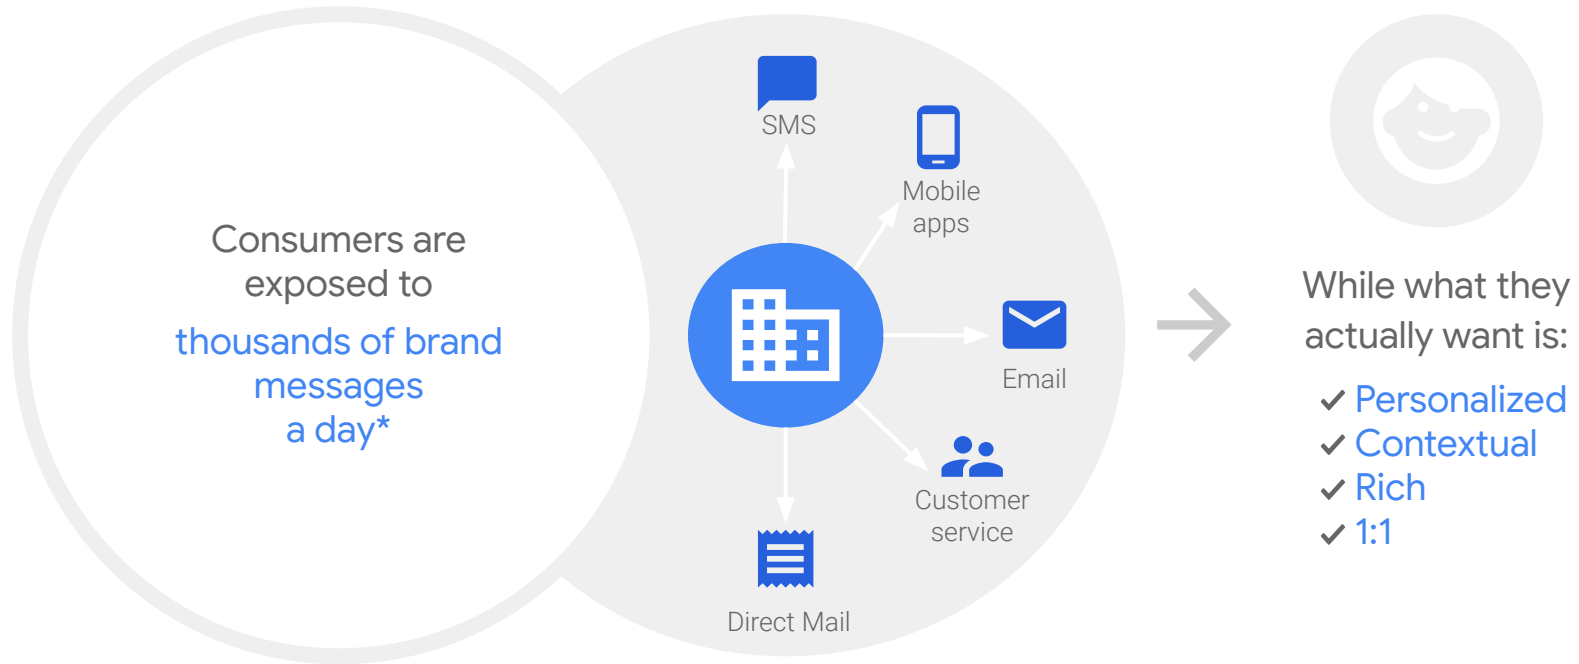 Consumers are
exposed to
thousands of brand
messages
a day*
SMS
Mobile
apps
Email
Customer
service
Direct Mail
While what they
actually want is:
Personalized
Contextual
Rich
1:1